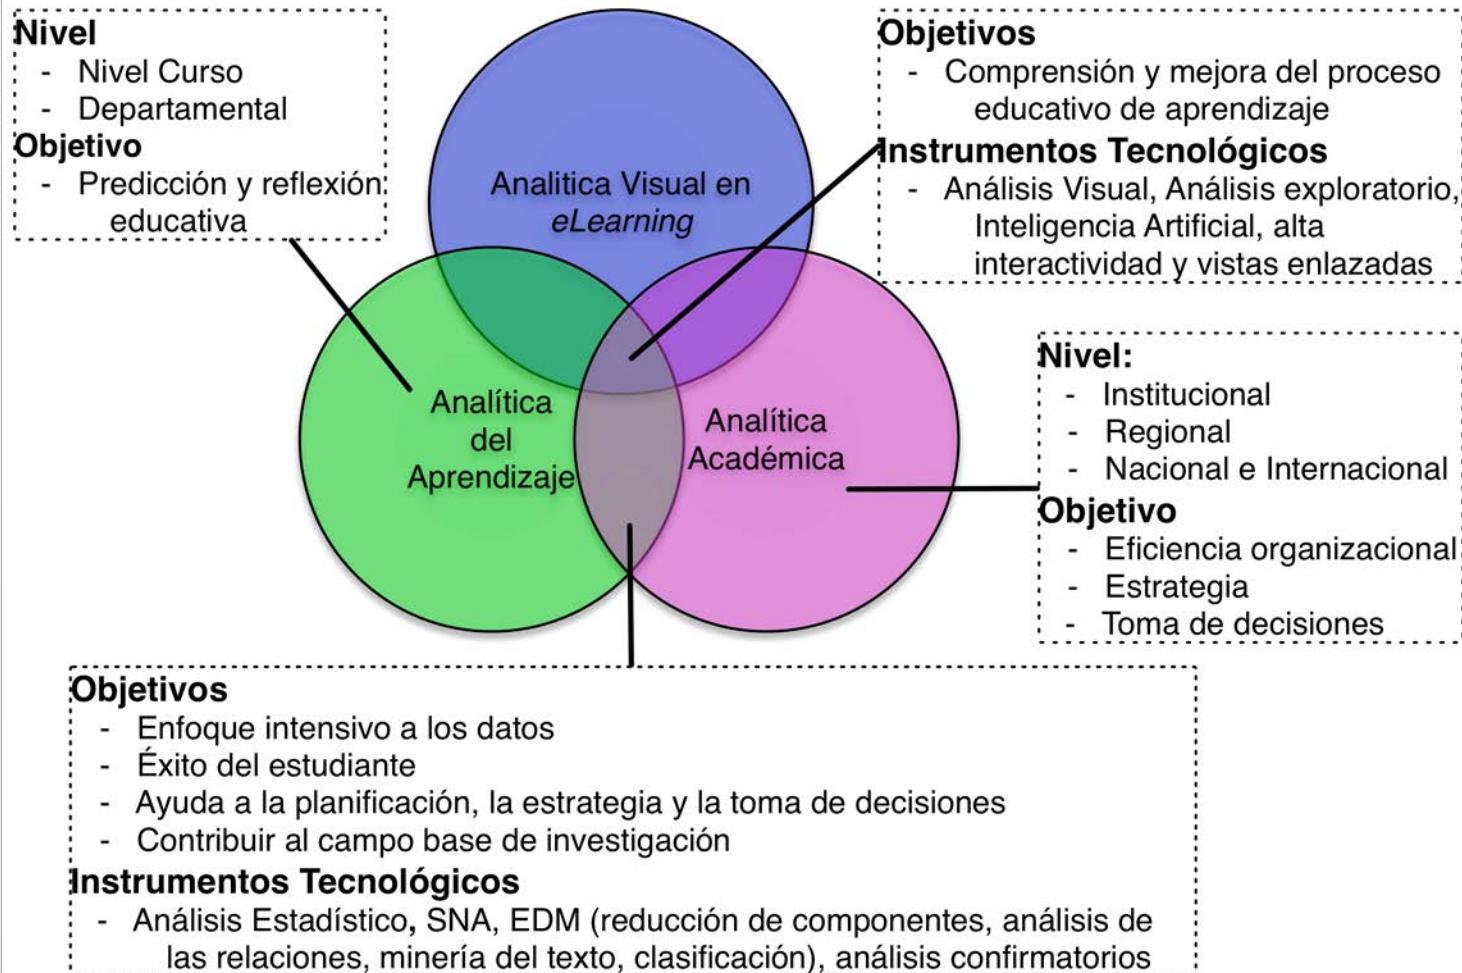 Nivel
- Nivel Curso
- Departamental
Objetivo
- Predicción y reflexión
educativa
Analitica Visual en
eLearning
Objetivos
- Comprensión y mejora del proceso
educativo de aprendizaje
Instrumentos Tecnológicos
- Análisis Visual, Análisis exploratorio,
Inteligencia Artificial, alta
interactividad y vistas enlazadas
Analítica
del
Aprendizaje
Analítica
Académica
Nivel:
- Institucional
- Regional
- Nacional e Internacional
Objetivo
- Eficiencia organizacional
- Estrategia
- Toma de decisiones
Objetivos
- Enfoque intensivo a los datos
- Éxito del estudiante
- Ayuda a la planificación, la estrategia y la toma de decisiones
- Contribuir al campo base de investigación
Instrumentos Tecnológicos
- Análisis Estadístico, SNA, EDM (reducción de componentes, análisis de
las relaciones, minería del texto, clasificación), análisis confirmatorios